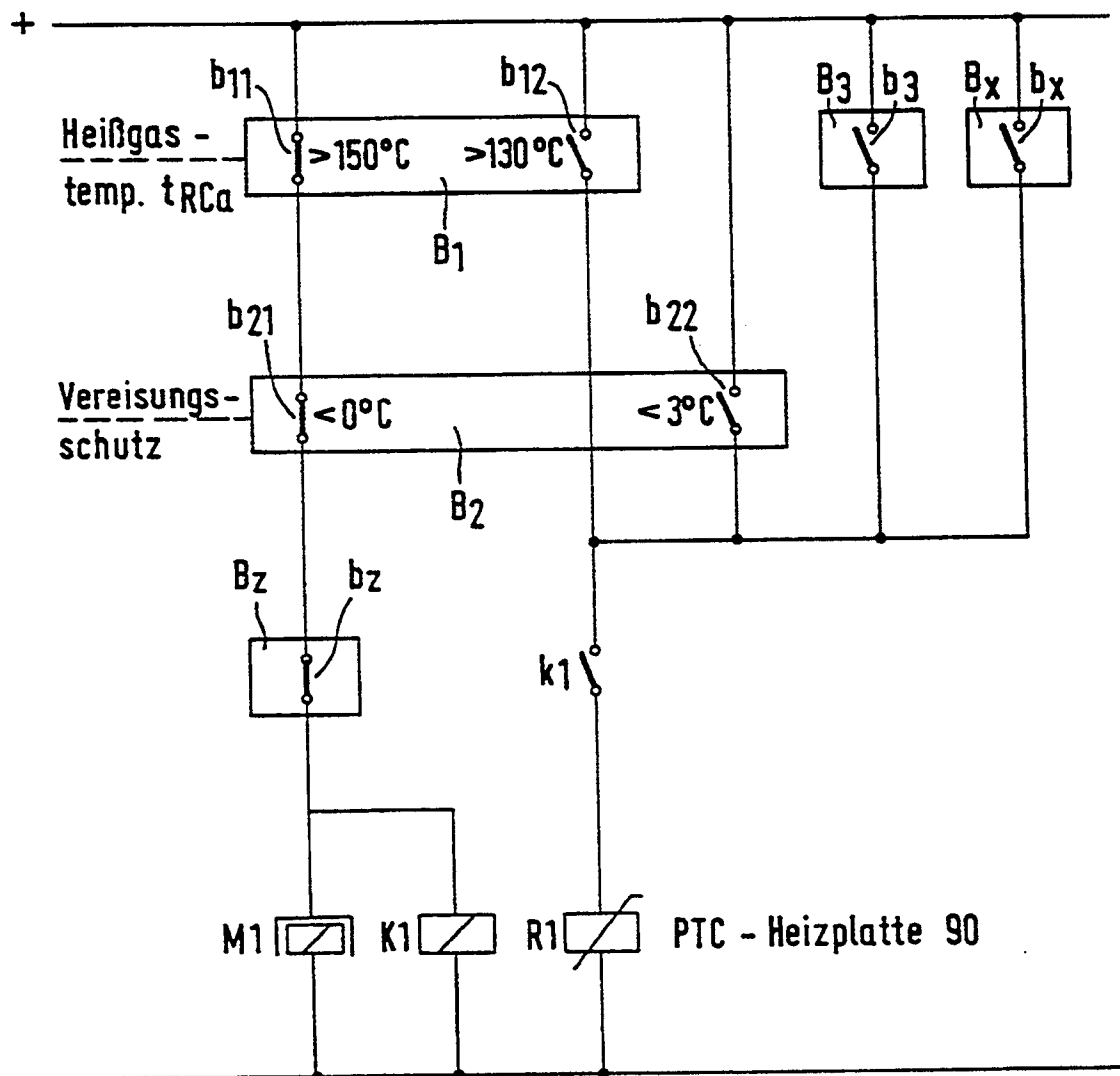 +
b11
b12
B3
b3
Bx
bx
Heißgas -
temp. tRCa
>150°C
>130°C
B1
b21
b22
Vereisungs-
schutz
<0°C
<3°C
B2
Bz
bz
k1
M1
K1
R1
PTC - Heizplatte 90